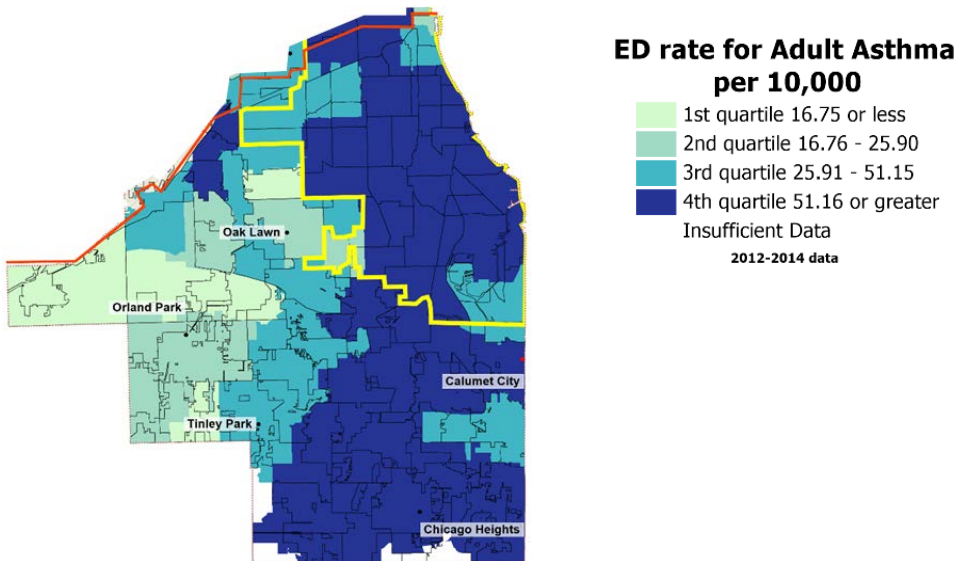 ED rate for Adult Asthma
per 10,000
1st quartile 16.75 or less
2nd quartile 16.76 - 25.90
3rd quartile 25.91 - 51.15
4th quartile 51.16 or greater
Insufficient Data
2012-2014 data
Oak Lawn
Orland Park
Calumet City
Tinley Park
Chicago Heights